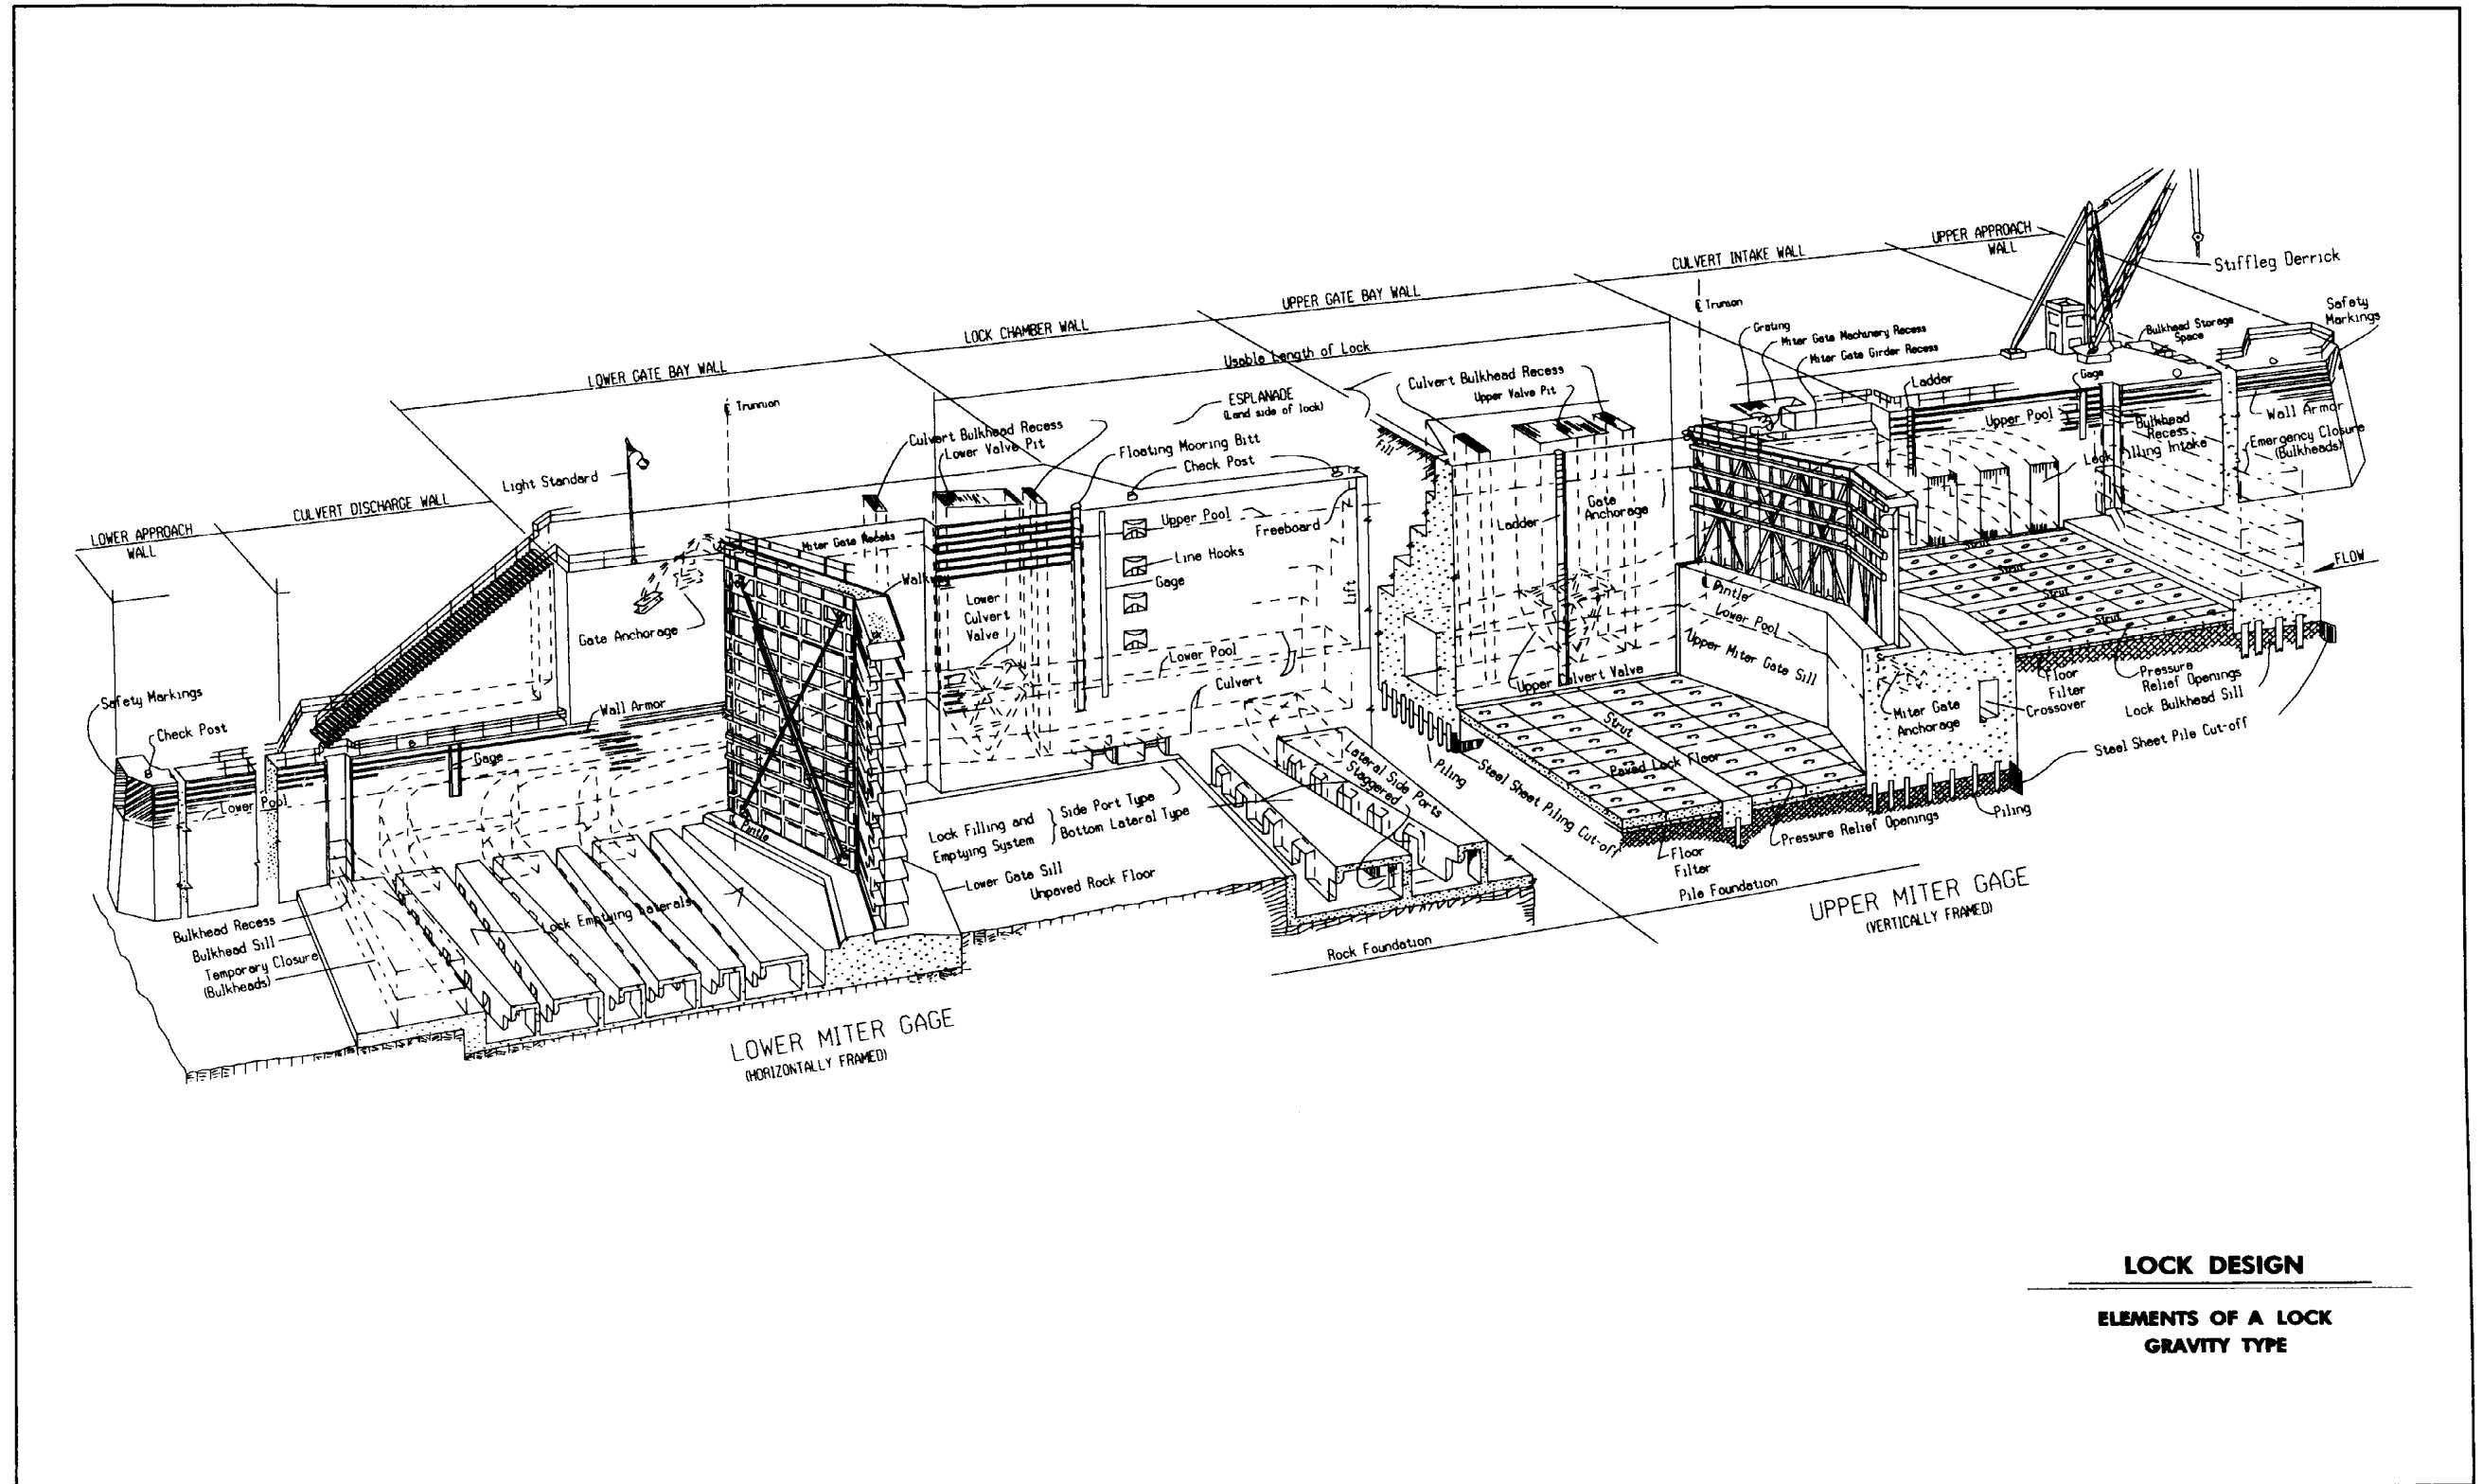 UPPER APPROACH
WALL
CULVERT INTAKE WALL
UPPER GATE BAY WALL
LOCK CHAMBER WALL
LOWER GATE BAY WALL
CULVERT DISCHARGE WALL
LOWER APPROACH
WALL
Stiffleg Derrick
Safety
Markings
Bulkhead Storage
Space
℄ Trunion
Grating
Miter Gate Machinery Recess
Miter Gate Girder Recess
Ladder
Gage
Upper Pool
Bulkhead
Recess
Wall Armor
Emergency Closure
(Bulkheads)
Lock Filling Intake
FLOW
Usable Length of Lock
Culvert Bulkhead Recess
Upper Valve Pit
ESPLANADE
(Land side of lock)
Fill
℄ Trunnion
Culvert Bulkhead Recess
Lower Valve Pit
Floating Mooring Bitt
Check Post
Light Standard
Upper Pool
Freeboard
Line Hooks
Gage
Lift
Ladder
Gate
Anchorage
Miter Gate Recess
Walkway
Lower
Culvert
Valve
Gate Anchorage
Lower Pool
Culvert
Upper Culvert Valve
Pintle
Lower Pool
Upper Miter Gate Sill
Strut
Strut
Strut
Strut
Floor
Filter
Pressure
Relief Openings
Lock Bulkhead Sill
Miter Gate
Anchorage
Crossover
Steel Sheet Pile Cut-off
Safety Markings
Check Post
Wall Armor
Gage
Lower Pool
Strut
Paved Lock Floor
Piling
Steel Sheet Piling Cut-off
Lateral Side Ports
Staggered
Pressure Relief Openings
Piling
Floor
Filter
Pile Foundation
Pintle
Lock Filling and
Emptying System
Side Port Type
Bottom Lateral Type
Lower Gate Sill
Unpaved Rock Floor
Lock Emptying Laterals
Bulkhead Recess
Bulkhead Sill
Temporary Closure
(Bulkheads)
Rock Foundation
UPPER MITER GAGE
(VERTICALLY FRAMED)
LOWER MITER GAGE
(HORIZONTALLY FRAMED)
LOCK DESIGN
ELEMENTS OF A LOCK
GRAVITY TYPE